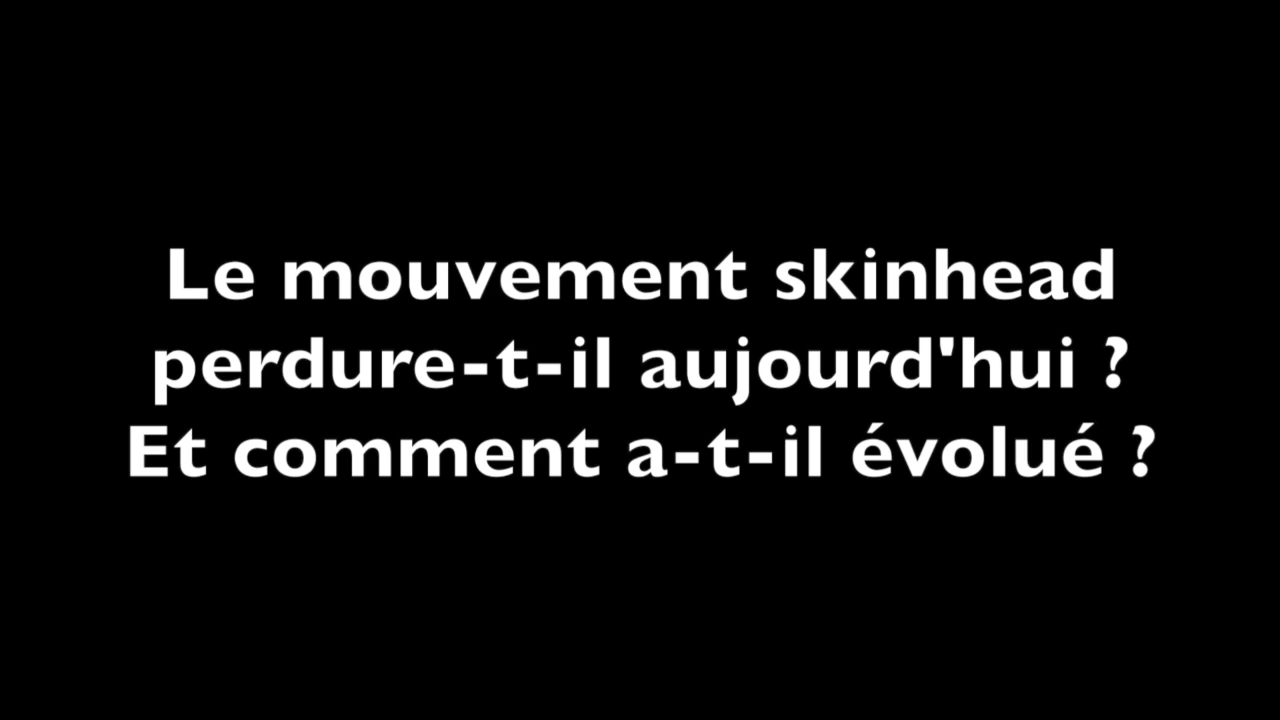 Le mouvement skinhead
perdure-t-il aujourd'hui ?
Et comment a-t-il évolué ?